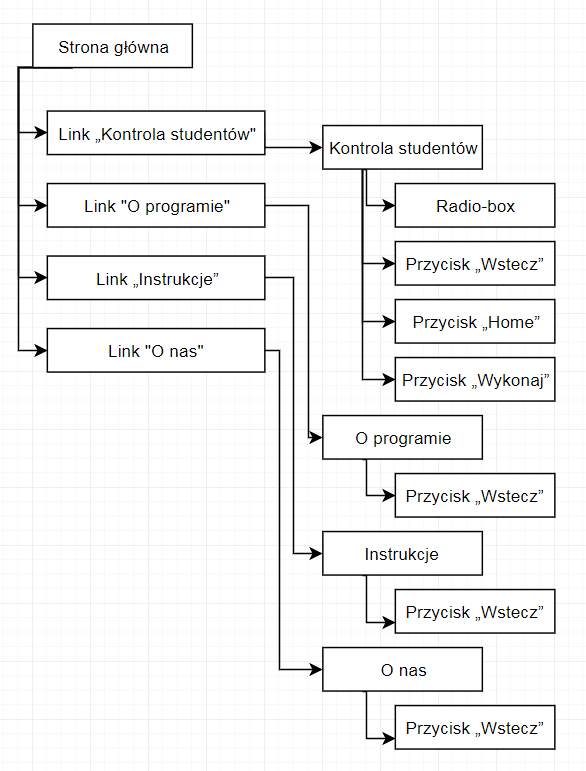 Strona główna
Link „Kontrola studentów"
Kontrola studentów
Link "O programie"
Radio-box
Przycisk „Wstecz”
Link „Instrukcje”
Przycisk „Home”
Link "O nas"
Przycisk „Wykonaj”
O programie
Przycisk „Wstecz”
Instrukcje
Przycisk „Wstecz”
O nas
Przycisk „Wstecz”